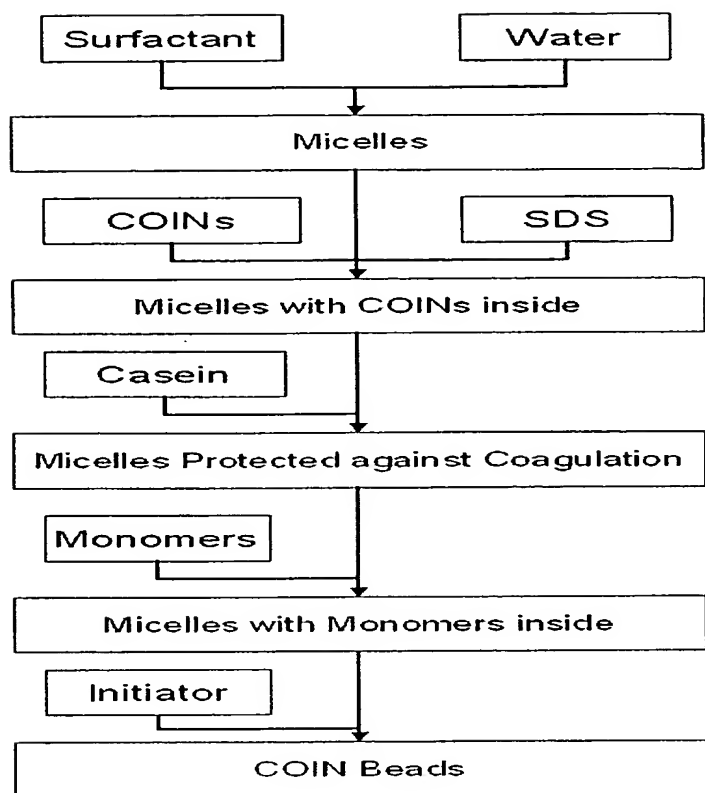 Surfactant
Water
Micelles
COINs
SDS
Micelles with COINs inside
Casein
Micelles Protected against Coagulation
Monomers
Micelles with Monomers inside
Initiator
COIN Beads